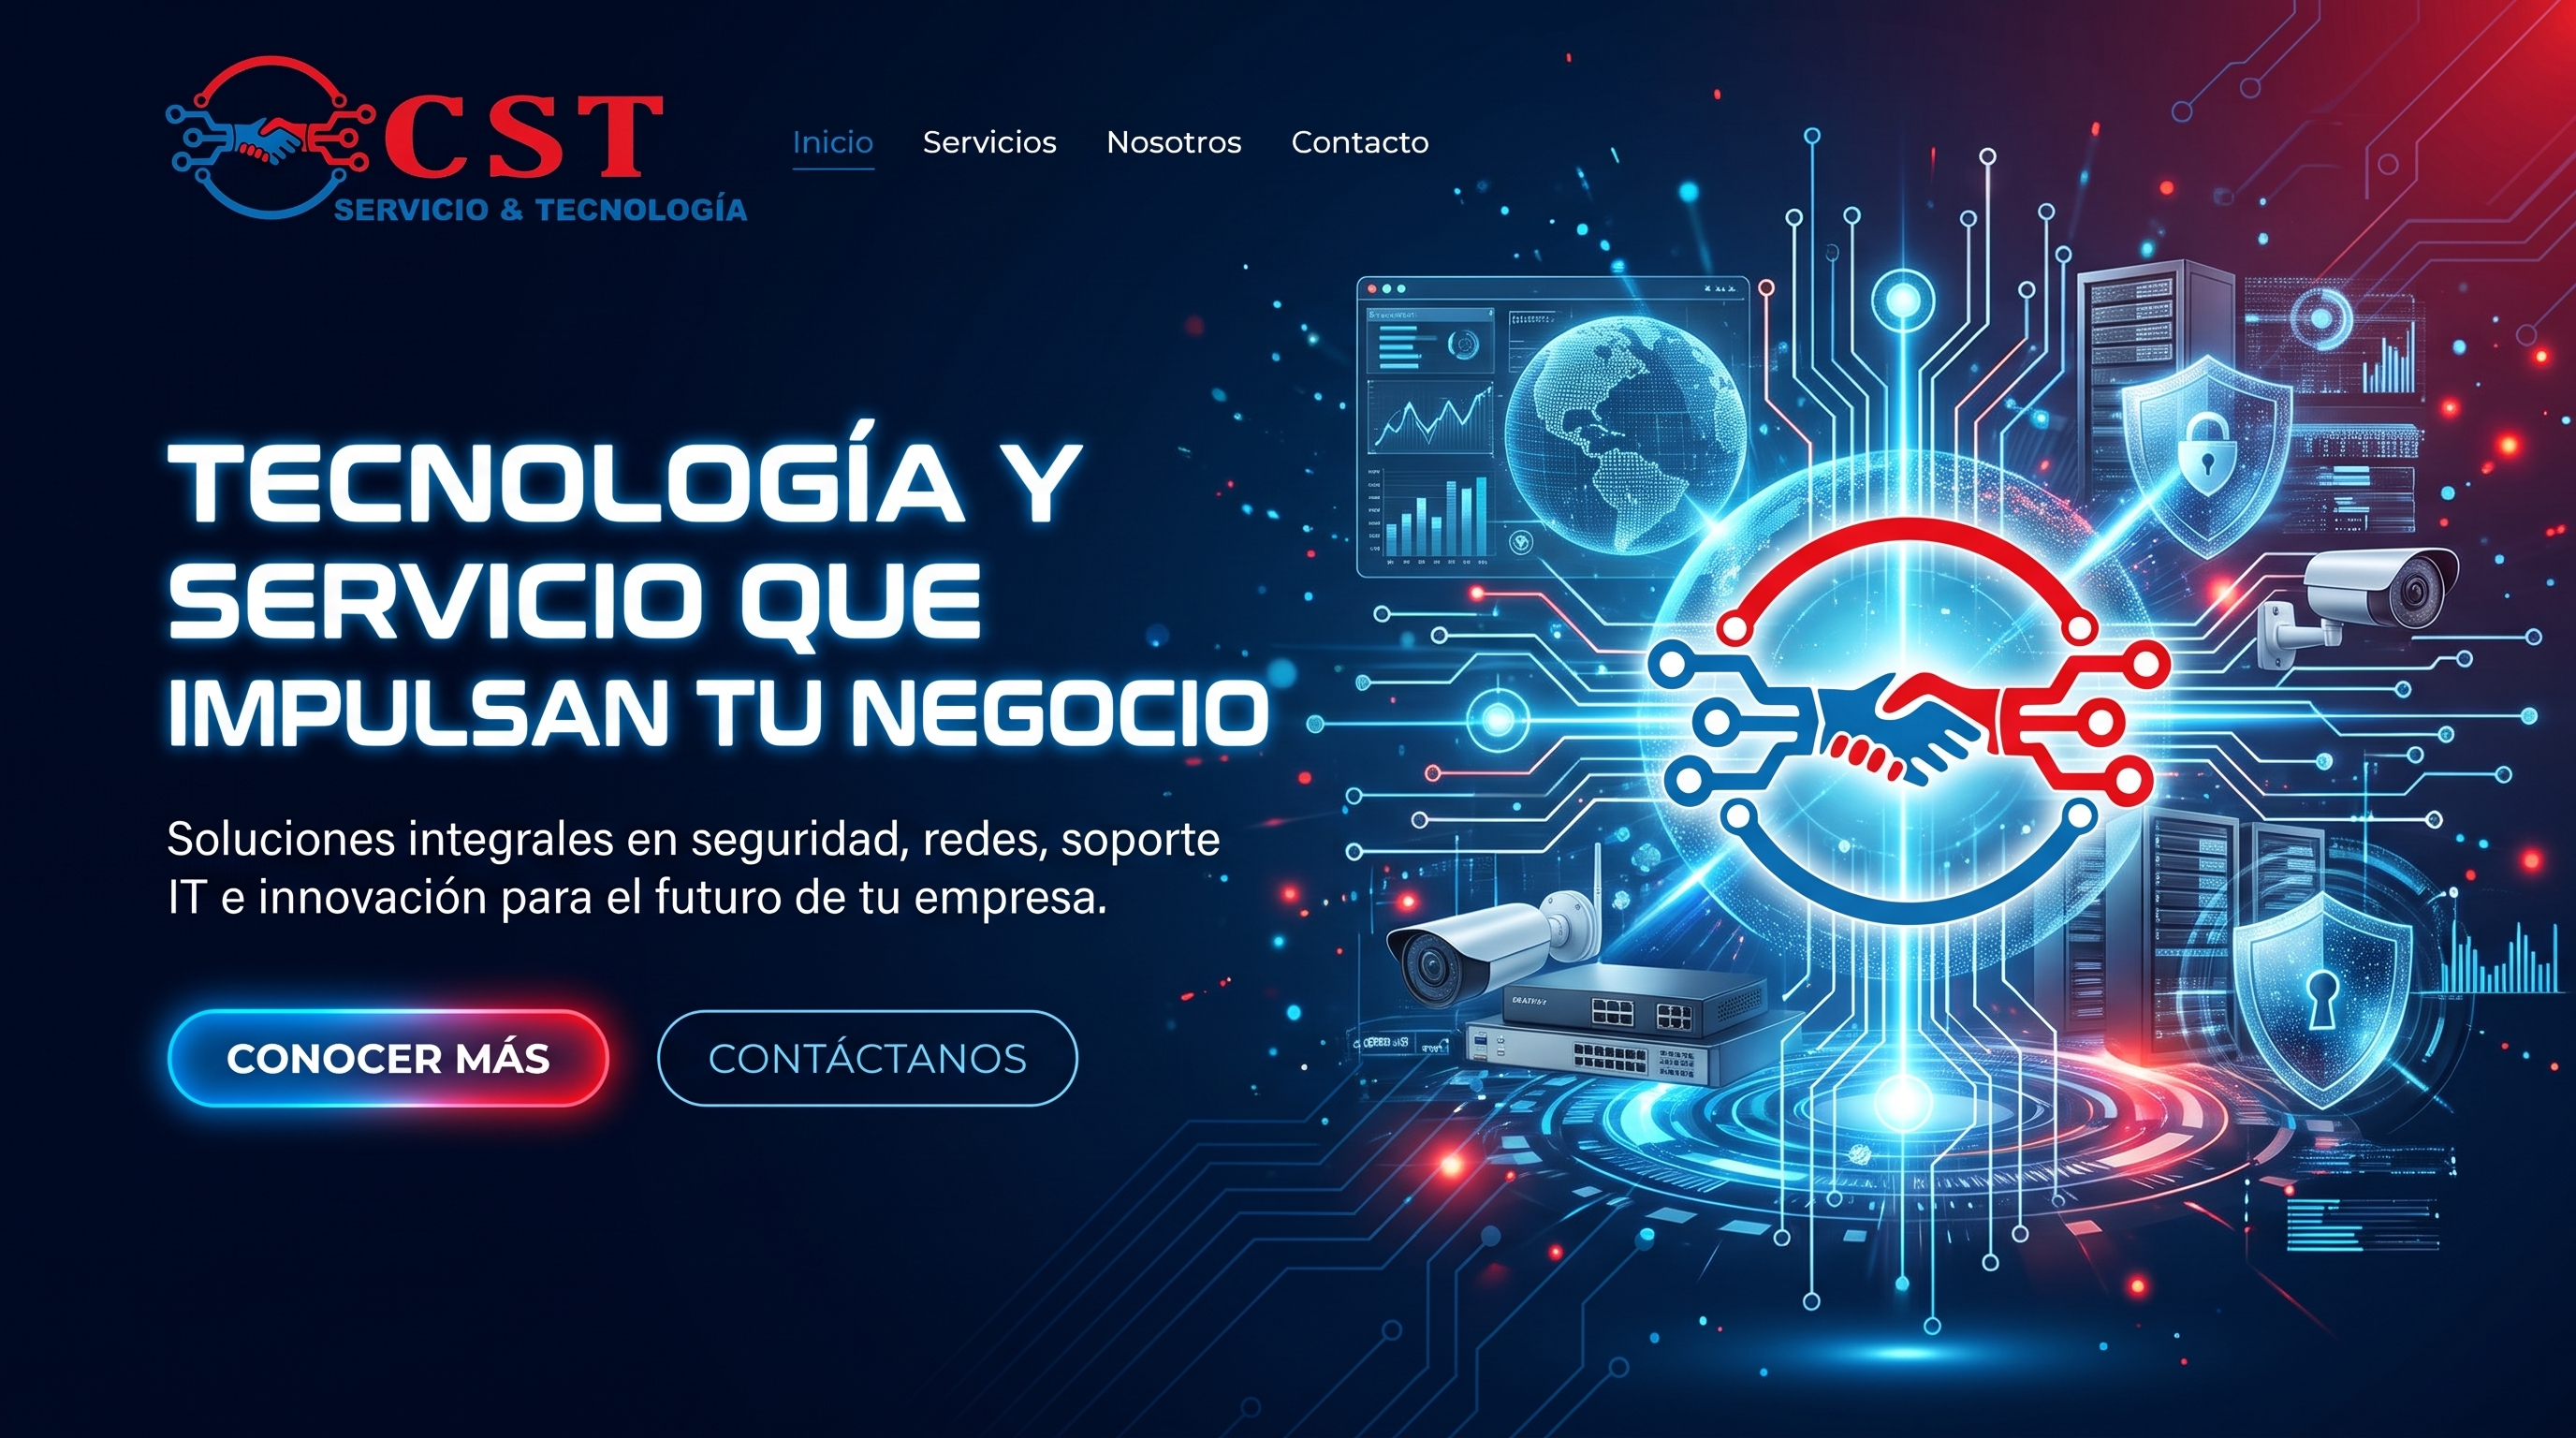 CST
SERVICIO & TECNOLOGÍA
Inicio
Servicios
Nosotros
Contacto
TECNOLOGÍA Y
SERVICIO QUE
IMPULSAN TU NEGOCIO
Soluciones integrales en seguridad, redes, soporte
IT e innovación para el futuro de tu empresa.
CONOCER MÁS
CONTÁCTANOS